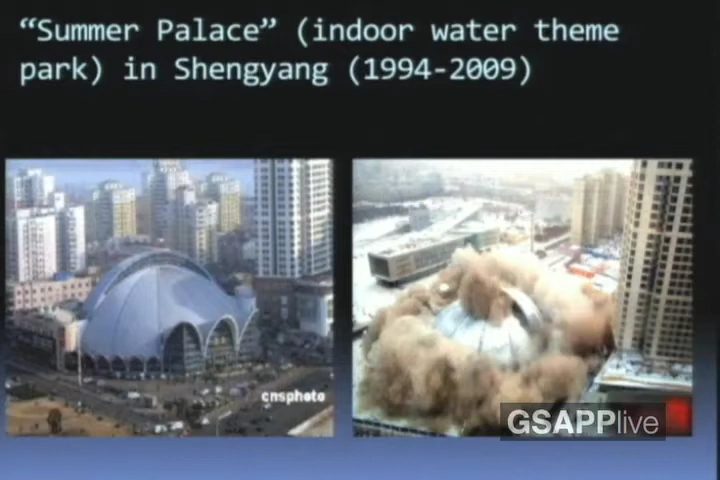 “Summer Palace” (indoor water theme
park) in Shengyang (1994-2009)
cnsphoto
GSAPPlive